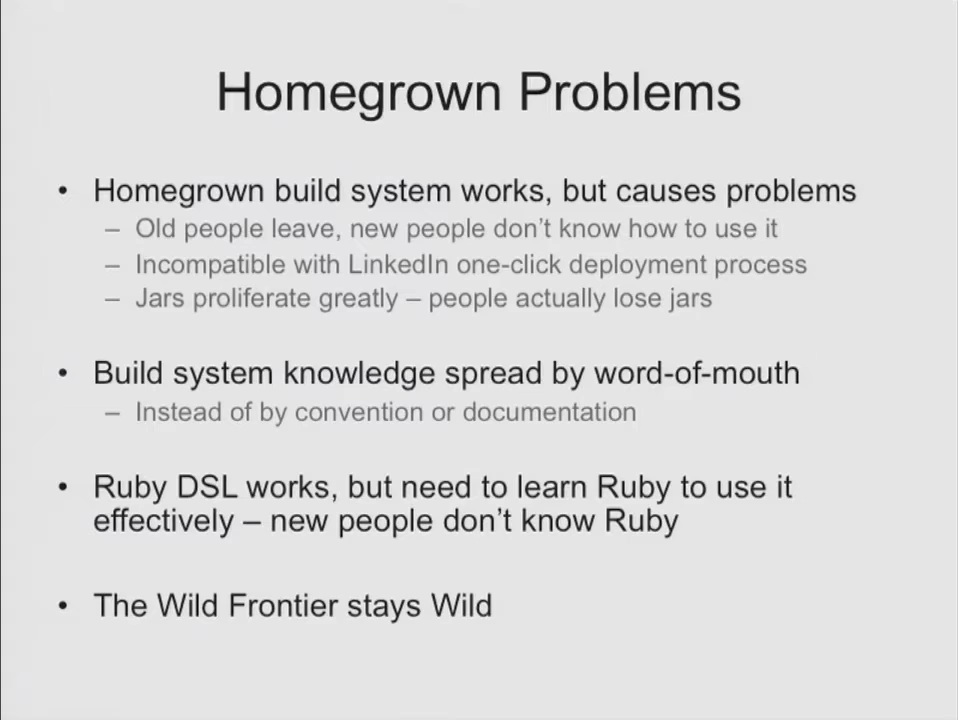 Homegrown Problems
• Homegrown build system works, but causes problems
– Old people leave, new people don’t know how to use it
– Incompatible with LinkedIn one-click deployment process
– Jars proliferate greatly – people actually lose jars
• Build system knowledge spread by word-of-mouth
– Instead of by convention or documentation
• Ruby DSL works, but need to learn Ruby to use it
effectively – new people don’t know Ruby
• The Wild Frontier stays Wild